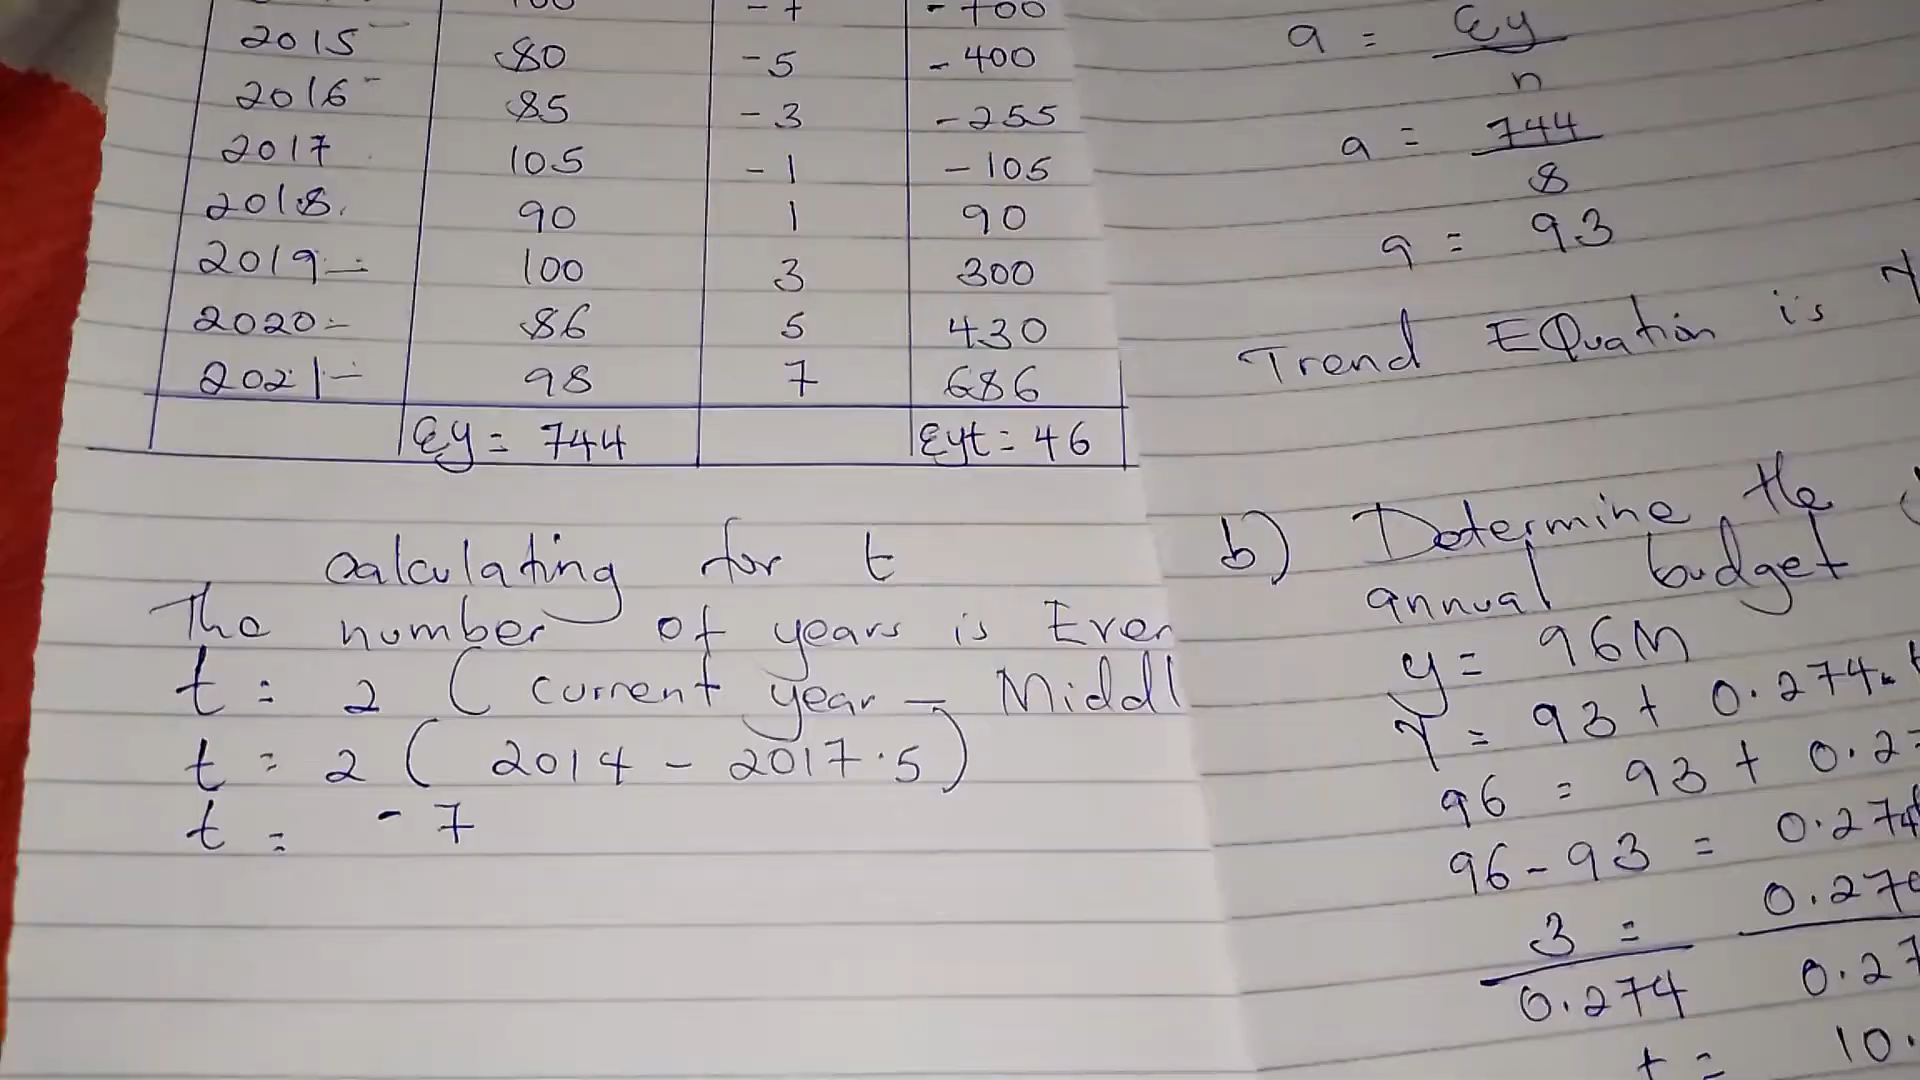 2015 80 -5 -400
2016 85 -3 -255
2017 105 -1 -105
2018 90 1 90
2019 100 3 300
2020 86 5 430
2021 98 7 686
Σy = 744 Σyt = 46
calculating for t
The number of years is Even
t = 2 ( current year - Middl
t = 2 ( 2014 - 2017.5)
t = -7
a = Σy
n
a = 744
8
a = 93
Trend EQuation is Y
b) Determine the
annual budget
y = 96M
Y = 93 + 0.274
96 = 93 + 0.27
96 - 93 = 0.274
3 = 0.274
0.274 0.27
t = 10.